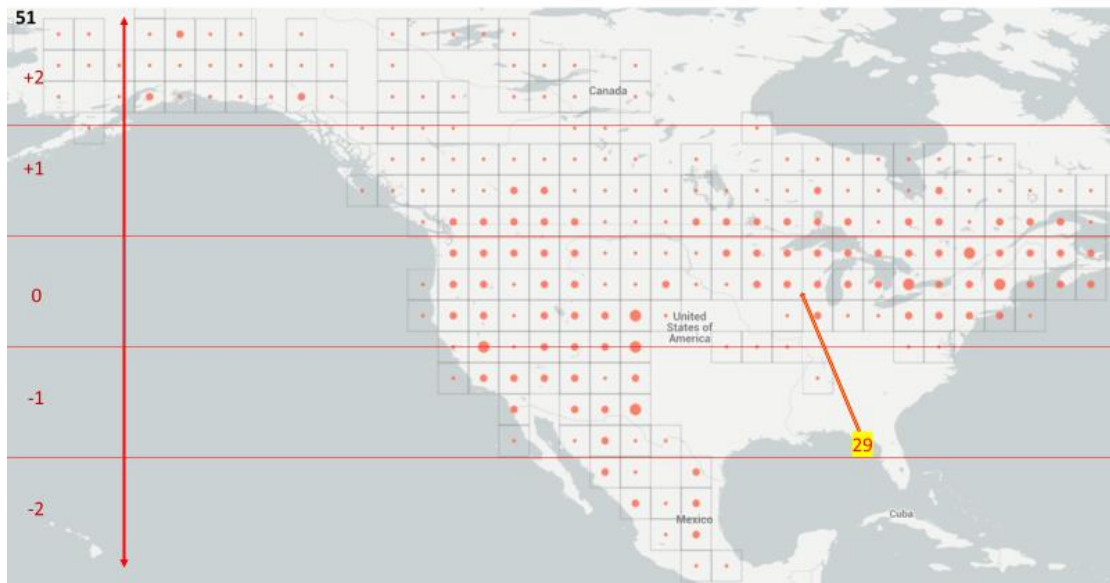 51
+2
Canada
+1
0
United
States of
America
-1
29
-2
Mexico
Cuba